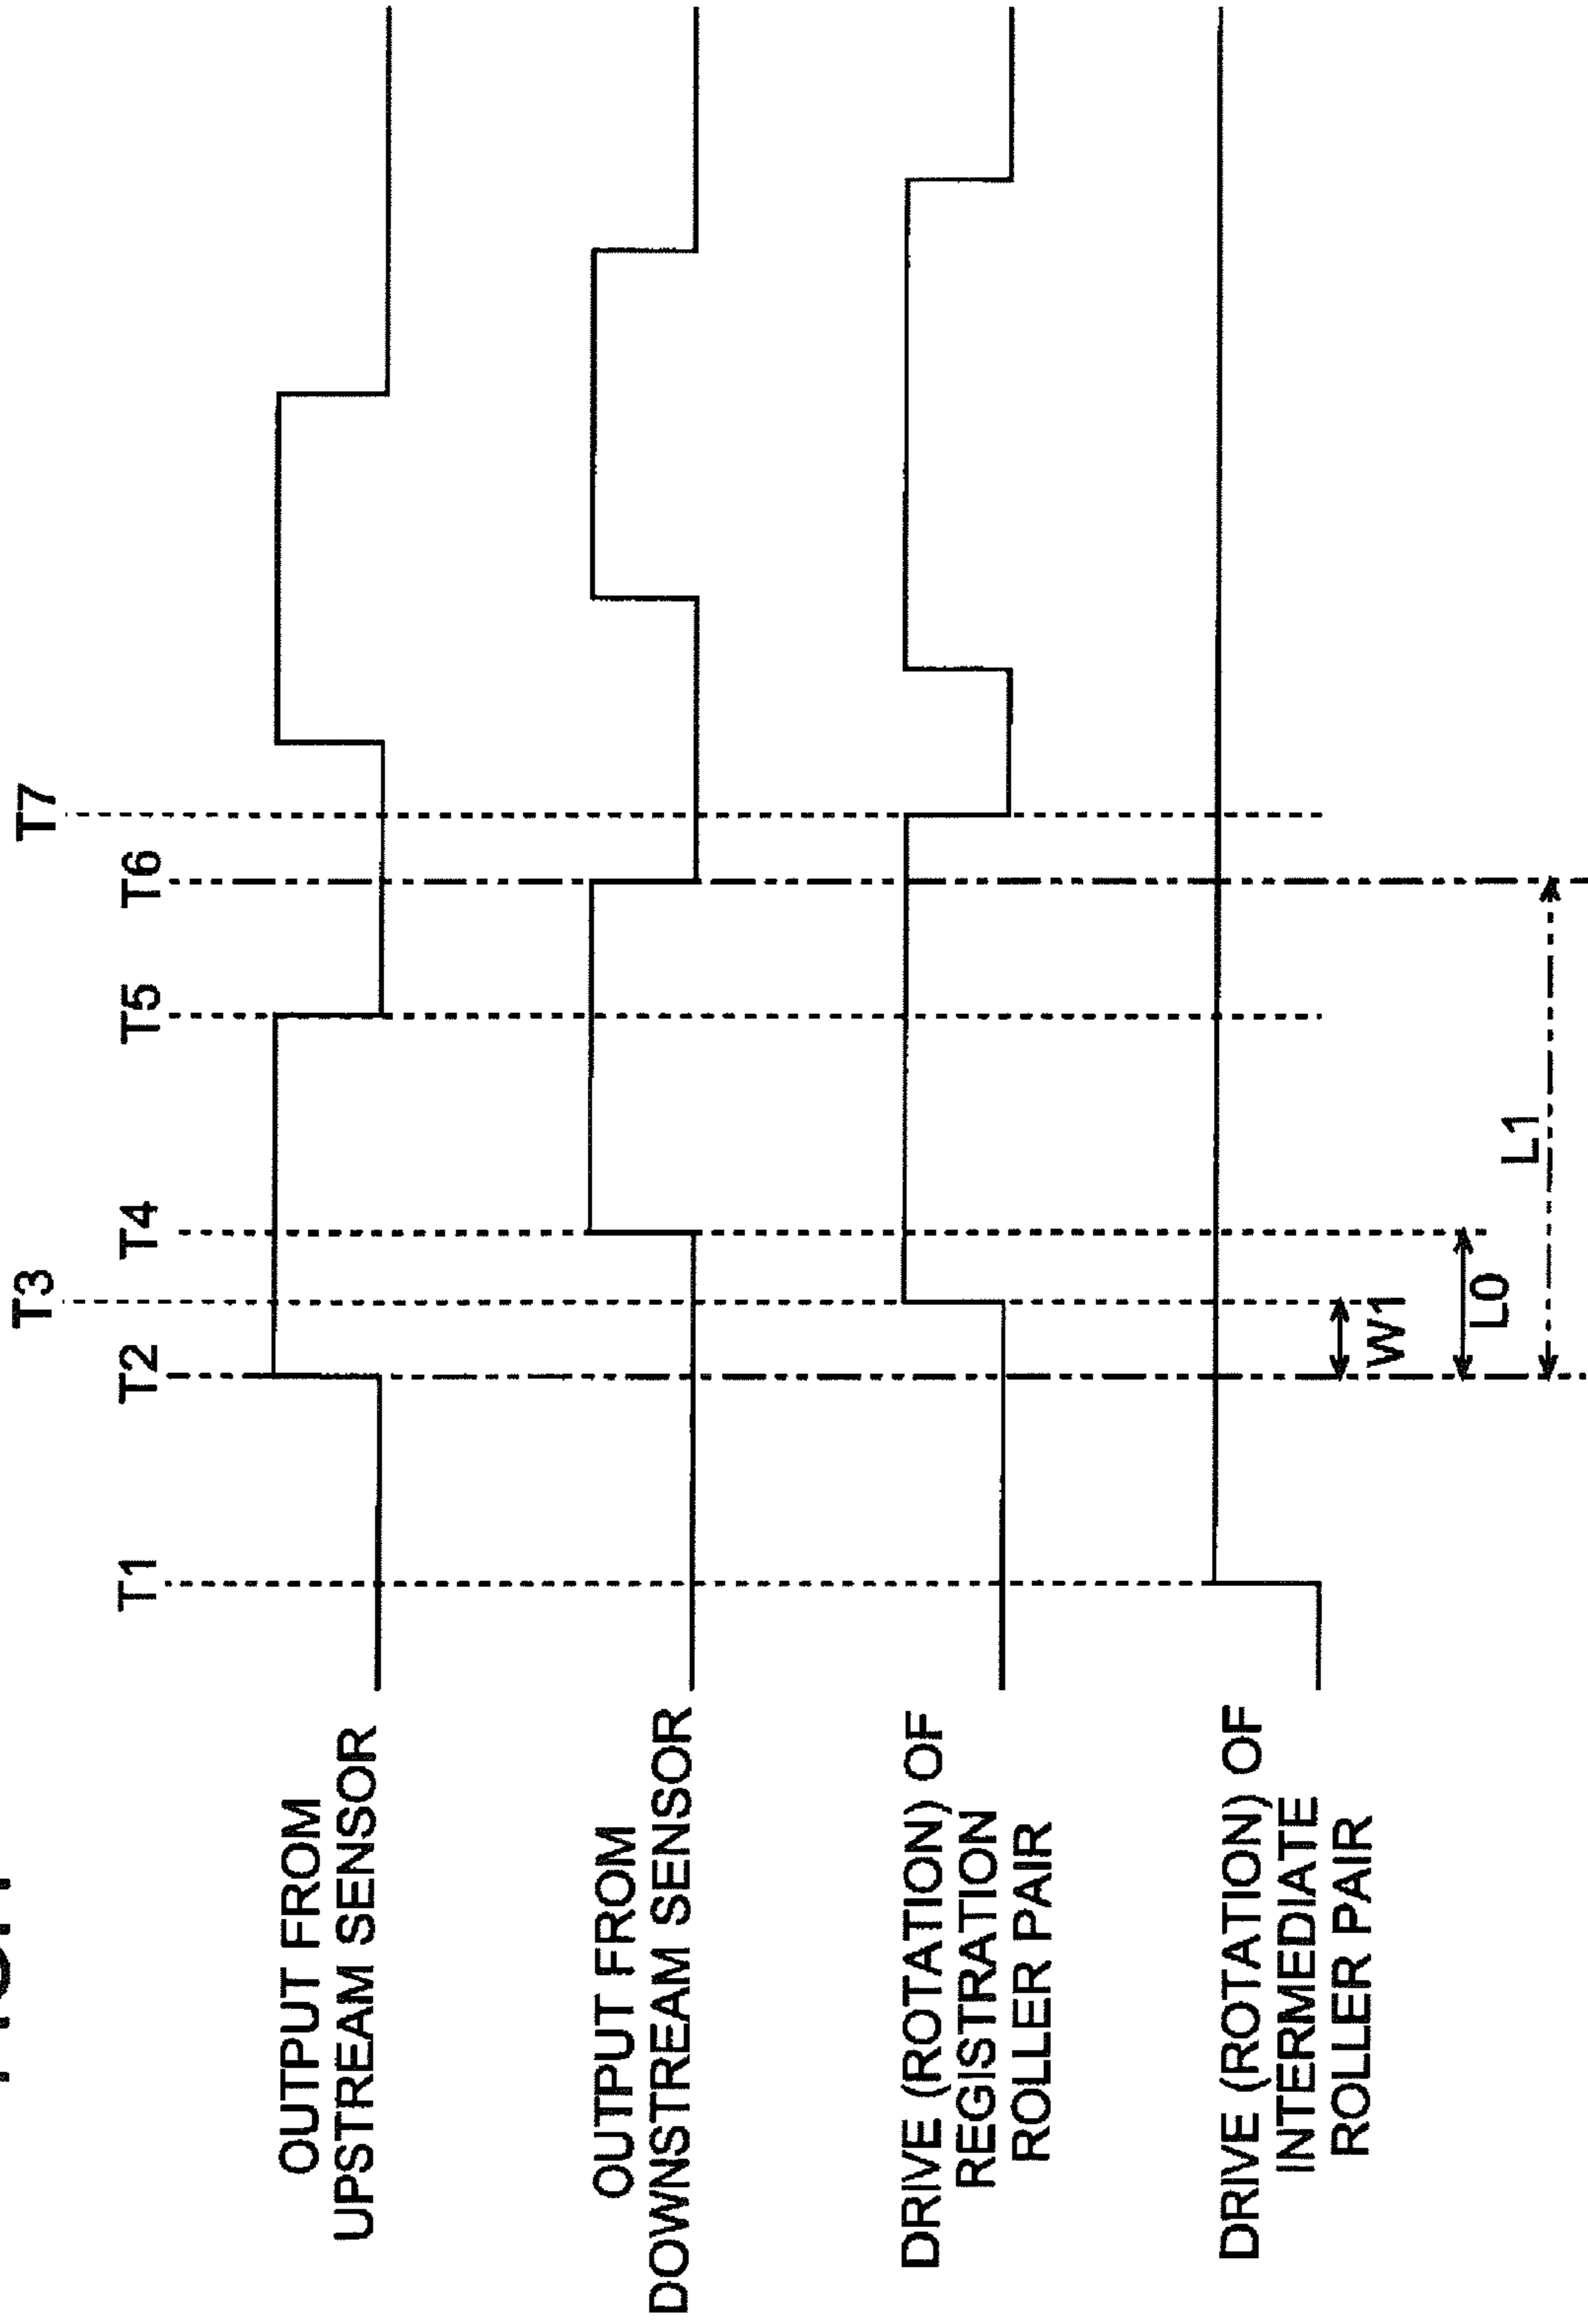 T3
T7
T1
T2
T4
T5
T6
OUTPUT FROM
UPSTREAM SENSOR
OUTPUT FROM
DOWNSTREAM SENSOR
DRIVE (ROTATION) OF
REGISTRATION
ROLLER PAIR
DRIVE (ROTATION) OF
INTERMEDIATE
ROLLER PAIR
W1
L0
L1